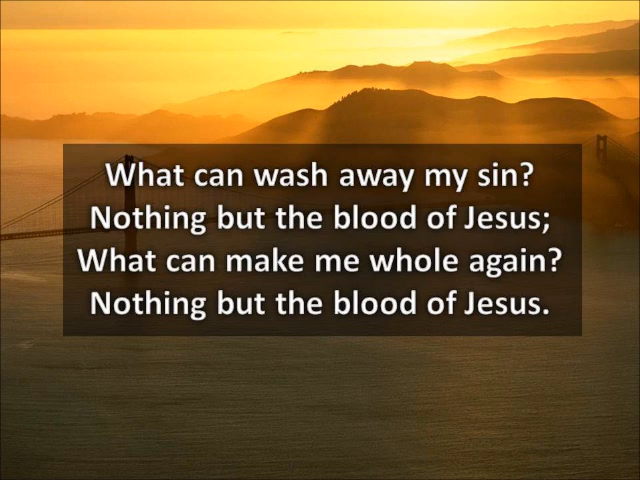 What can wash away my sin?
Nothing but the blood of Jesus;
What can make me whole again?
Nothing but the blood of Jesus.